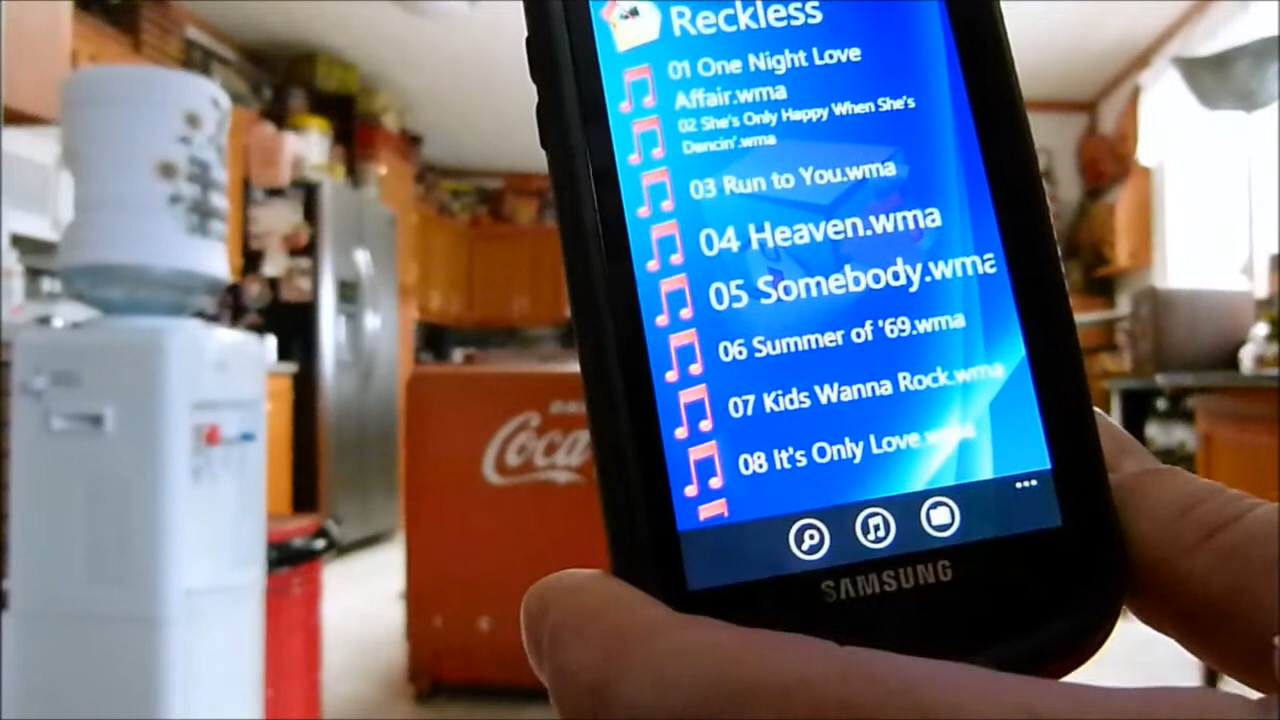 Reckless
01 One Night Love
Affair.wma
02 She's Only Happy When She's
Dancin'.wma
03 Run to You.wma
04 Heaven.wma
05 Somebody.wma
06 Summer of '69.wma
07 Kids Wanna Rock.wma
08 It's Only Love.wma
SAMSUNG
Coca